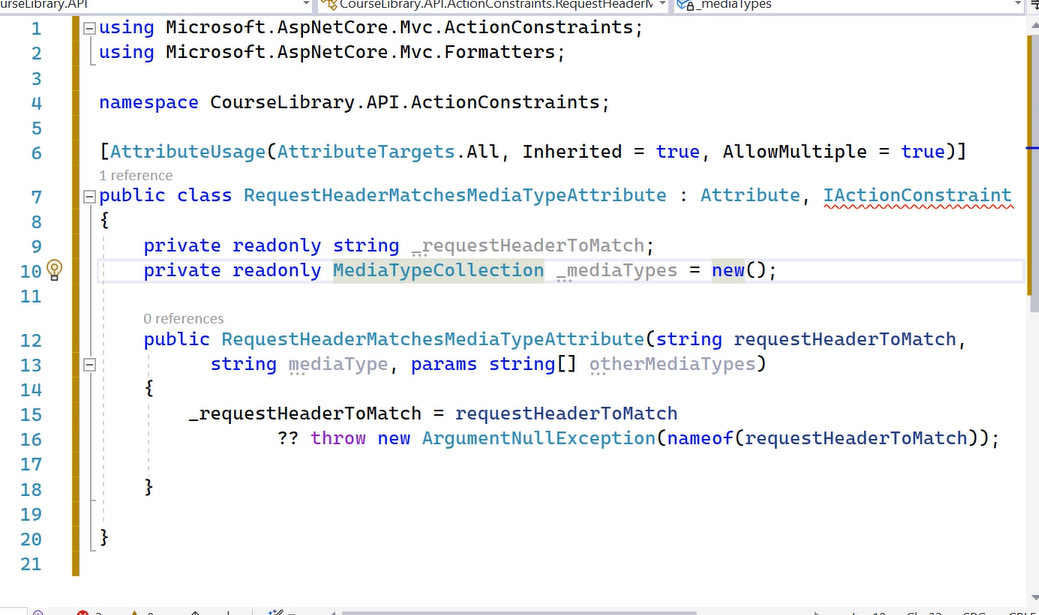 CourseLibrary.API.ActionConstraints.RequestHeaderM _mediaTypes
1 using Microsoft.AspNetCore.Mvc.ActionConstraints;
2 using Microsoft.AspNetCore.Mvc.Formatters;
3
4 namespace CourseLibrary.API.ActionConstraints;
5
6 [AttributeUsage(AttributeTargets.All, Inherited = true, AllowMultiple = true)]
1 reference
7 public class RequestHeaderMatchesMediaTypeAttribute : Attribute, IActionConstraint
8 {
9 private readonly string _requestHeaderToMatch;
10 private readonly MediaTypeCollection _mediaTypes = new();
11
0 references
12 public RequestHeaderMatchesMediaTypeAttribute(string requestHeaderToMatch,
13 string mediaType, params string[] otherMediaTypes)
14 {
15 _requestHeaderToMatch = requestHeaderToMatch
16 ?? throw new ArgumentNullException(nameof(requestHeaderToMatch));
17
18 }
19
20 }
21